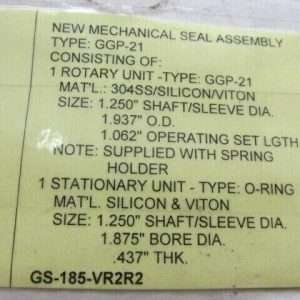 NEW MECHANICAL SEAL ASSEMBLY
TYPE: GGP-21
CONSISTING OF:
1 ROTARY UNIT -TYPE: GGP-21
MAT'L.: 304SS/SILICON/VITON
SIZE: 1.250" SHAFT/SLEEVE DIA.
1.937" O.D.
1.062" OPERATING SET LGTH
NOTE: SUPPLIED WITH SPRING
HOLDER
1 STATIONARY UNIT - TYPE: O-RING
MAT'L. SILICON & VITON
SIZE: 1.250" SHAFT/SLEEVE DIA.
1.875" BORE DIA.
.437" THK.
GS-185-VR2R2